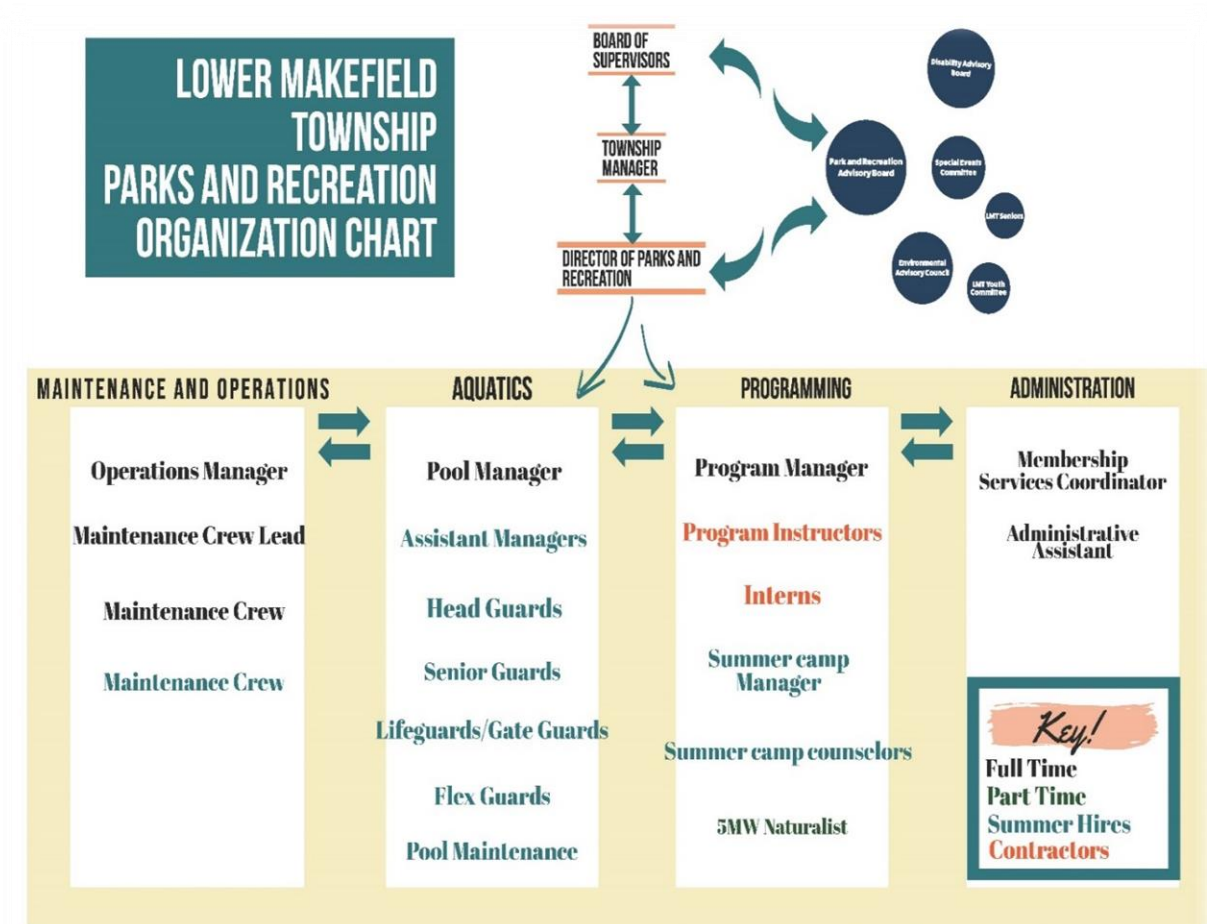 LOWER MAKEFIELD
TOWNSHIP
PARKS AND RECREATION
ORGANIZATION CHART
BOARD OF
SUPERVISORS
TOWNSHIP
MANAGER
DIRECTOR OF PARKS AND
RECREATION
Disability Advisory
Board
Park and Recreation
Advisory Board
Special Events
Committee
LMT Seniors
Environmental
Advisory Council
LMT Youth
Committee
MAINTENANCE AND OPERATIONS
Operations Manager
Maintenance Crew Lead
Maintenance Crew
Maintenance Crew
AQUATICS
Pool Manager
Assistant Managers
Head Guards
Senior Guards
Lifeguards/Gate Guards
Flex Guards
Pool Maintenance
PROGRAMMING
Program Manager
Program Instructors
Interns
Summer camp
Manager
Summer camp counselors
5MW Naturalist
ADMINISTRATION
Membership
Services Coordinator
Administrative
Assistant
Key!
Full Time
Part Time
Summer Hires
Contractors